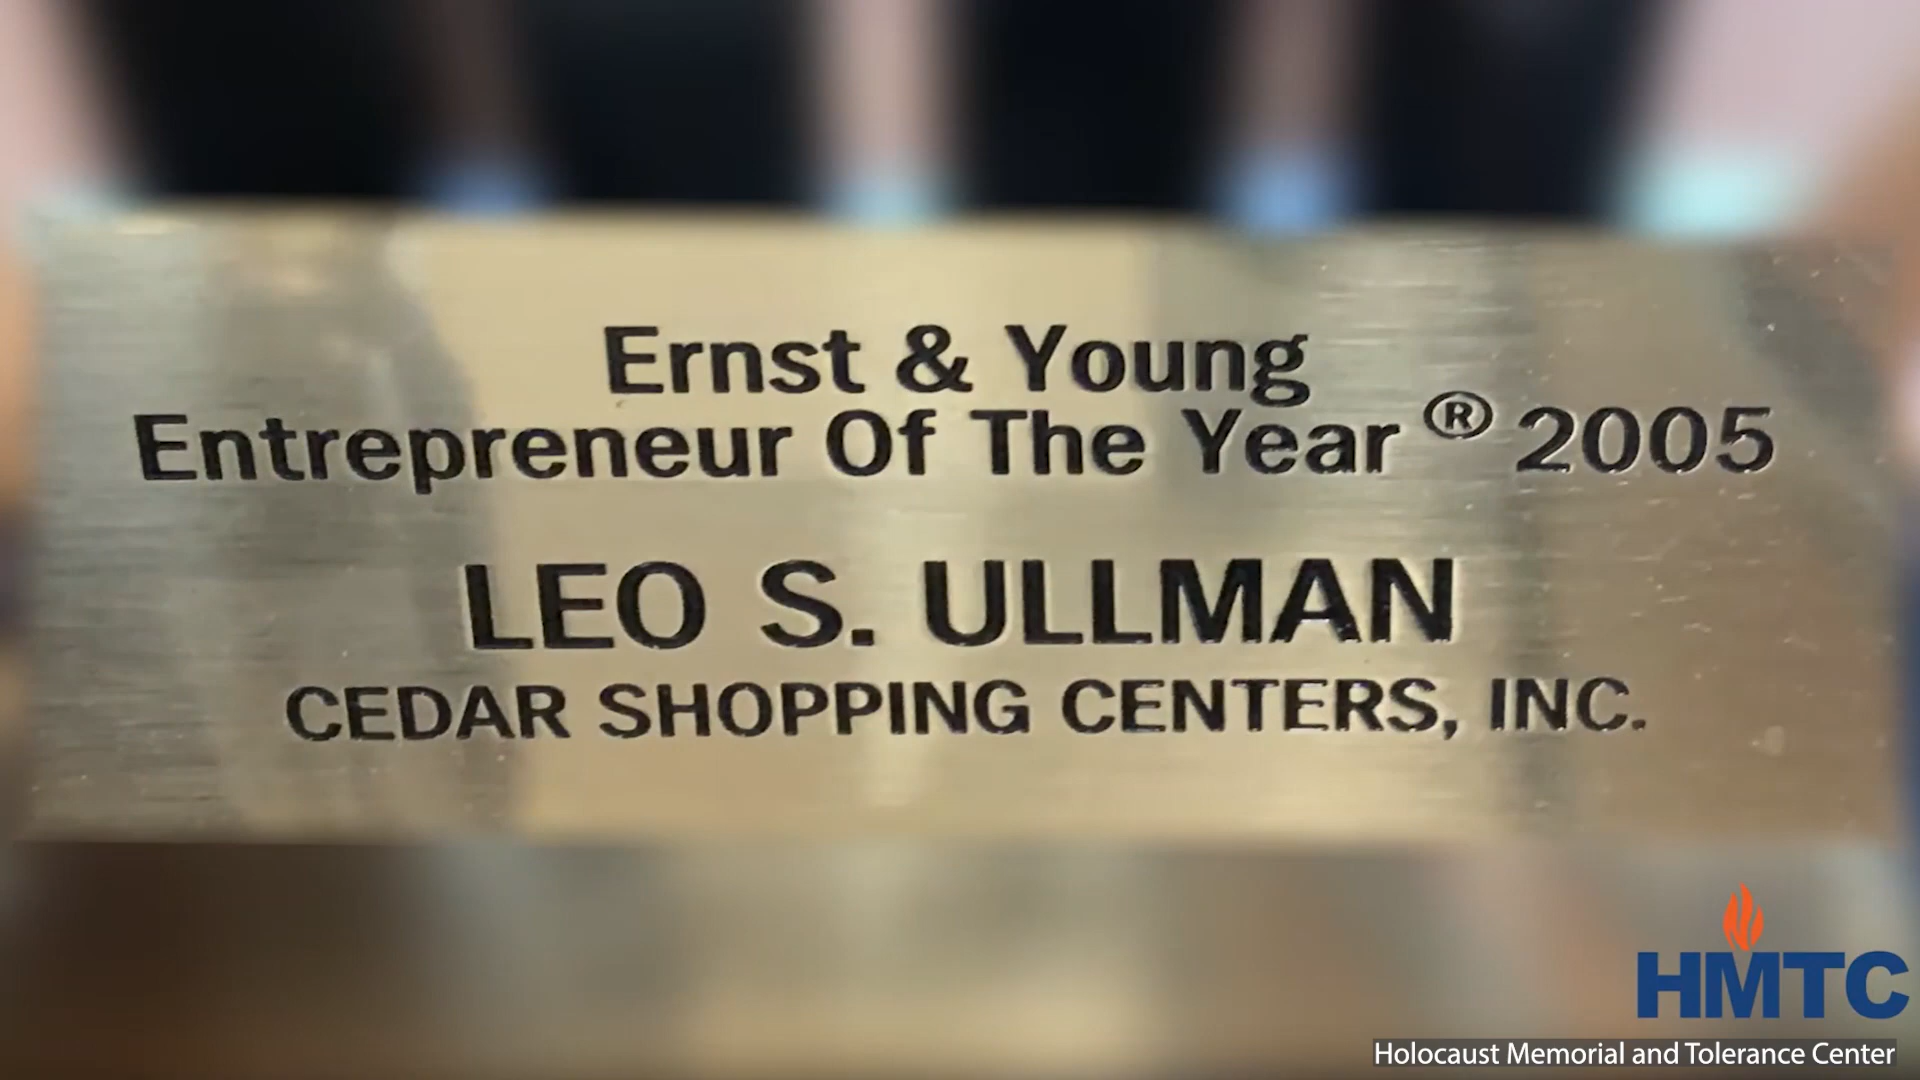 Ernst & Young
Entrepreneur Of The Year® 2005
LEO S. ULLMAN
CEDAR SHOPPING CENTERS, INC.
HMTC
Holocaust Memorial and Tolerance Center